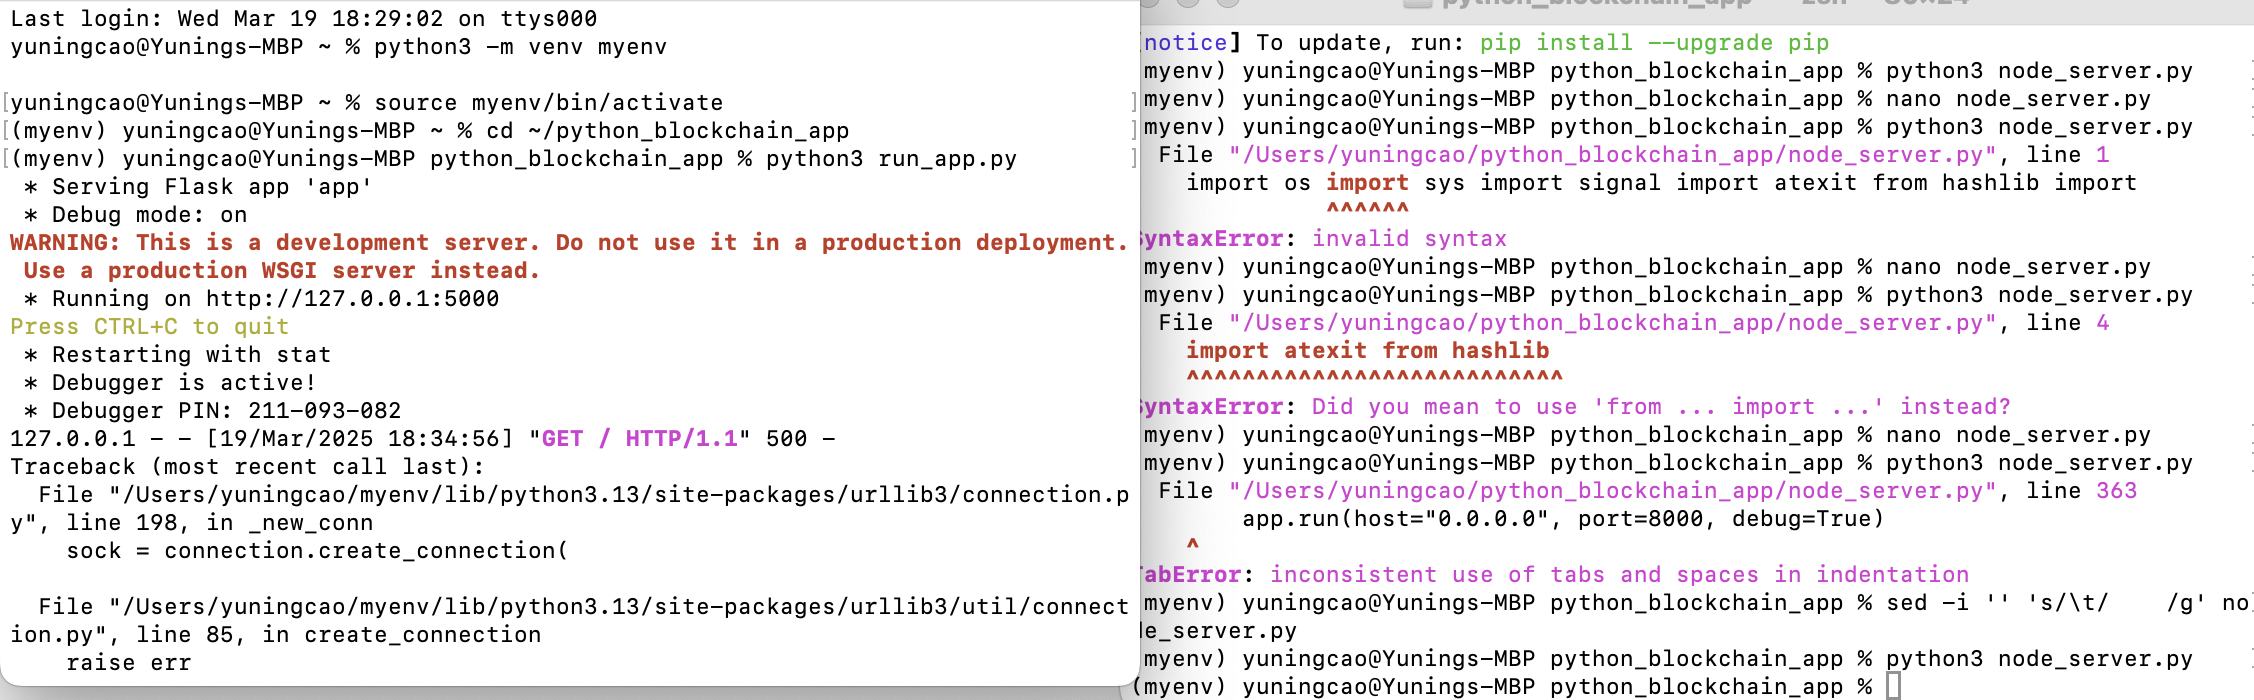 Last login: Wed Mar 19 18:29:02 on ttys000
yuningcao@Yunings-MBP ~ % python3 -m venv myenv
[yuningcao@Yunings-MBP ~ % source myenv/bin/activate ]
[(myenv) yuningcao@Yunings-MBP ~ % cd ~/python_blockchain_app ]
[(myenv) yuningcao@Yunings-MBP python_blockchain_app % python3 run_app.py ]
 * Serving Flask app 'app'
 * Debug mode: on
WARNING: This is a development server. Do not use it in a production deployment.
 Use a production WSGI server instead.
 * Running on http://127.0.0.1:5000
Press CTRL+C to quit
 * Restarting with stat
 * Debugger is active!
 * Debugger PIN: 211-093-082
127.0.0.1 - - [19/Mar/2025 18:34:56] "GET / HTTP/1.1" 500 -
Traceback (most recent call last):
  File "/Users/yuningcao/myenv/lib/python3.13/site-packages/urllib3/connection.p
y", line 198, in _new_conn
    sock = connection.create_connection(
  File "/Users/yuningcao/myenv/lib/python3.13/site-packages/urllib3/util/connect
ion.py", line 85, in create_connection
    raise err
notice] To update, run: pip install --upgrade pip
(myenv) yuningcao@Yunings-MBP python_blockchain_app % python3 node_server.py
(myenv) yuningcao@Yunings-MBP python_blockchain_app % nano node_server.py
(myenv) yuningcao@Yunings-MBP python_blockchain_app % python3 node_server.py
  File "/Users/yuningcao/python_blockchain_app/node_server.py", line 1
    import os import sys import signal import atexit from hashlib import
              ^^^^^^
SyntaxError: invalid syntax
(myenv) yuningcao@Yunings-MBP python_blockchain_app % nano node_server.py
(myenv) yuningcao@Yunings-MBP python_blockchain_app % python3 node_server.py
  File "/Users/yuningcao/python_blockchain_app/node_server.py", line 4
    import atexit from hashlib
    ^^^^^^^^^^^^^^^^^^^^^^^^^^^
SyntaxError: Did you mean to use 'from ... import ...' instead?
(myenv) yuningcao@Yunings-MBP python_blockchain_app % nano node_server.py
(myenv) yuningcao@Yunings-MBP python_blockchain_app % python3 node_server.py
  File "/Users/yuningcao/python_blockchain_app/node_server.py", line 363
        app.run(host="0.0.0.0", port=8000, debug=True)
    ^
TabError: inconsistent use of tabs and spaces in indentation
(myenv) yuningcao@Yunings-MBP python_blockchain_app % sed -i '' 's/\t/    /g' no
de_server.py
(myenv) yuningcao@Yunings-MBP python_blockchain_app % python3 node_server.py
(myenv) yuningcao@Yunings-MBP python_blockchain_app %